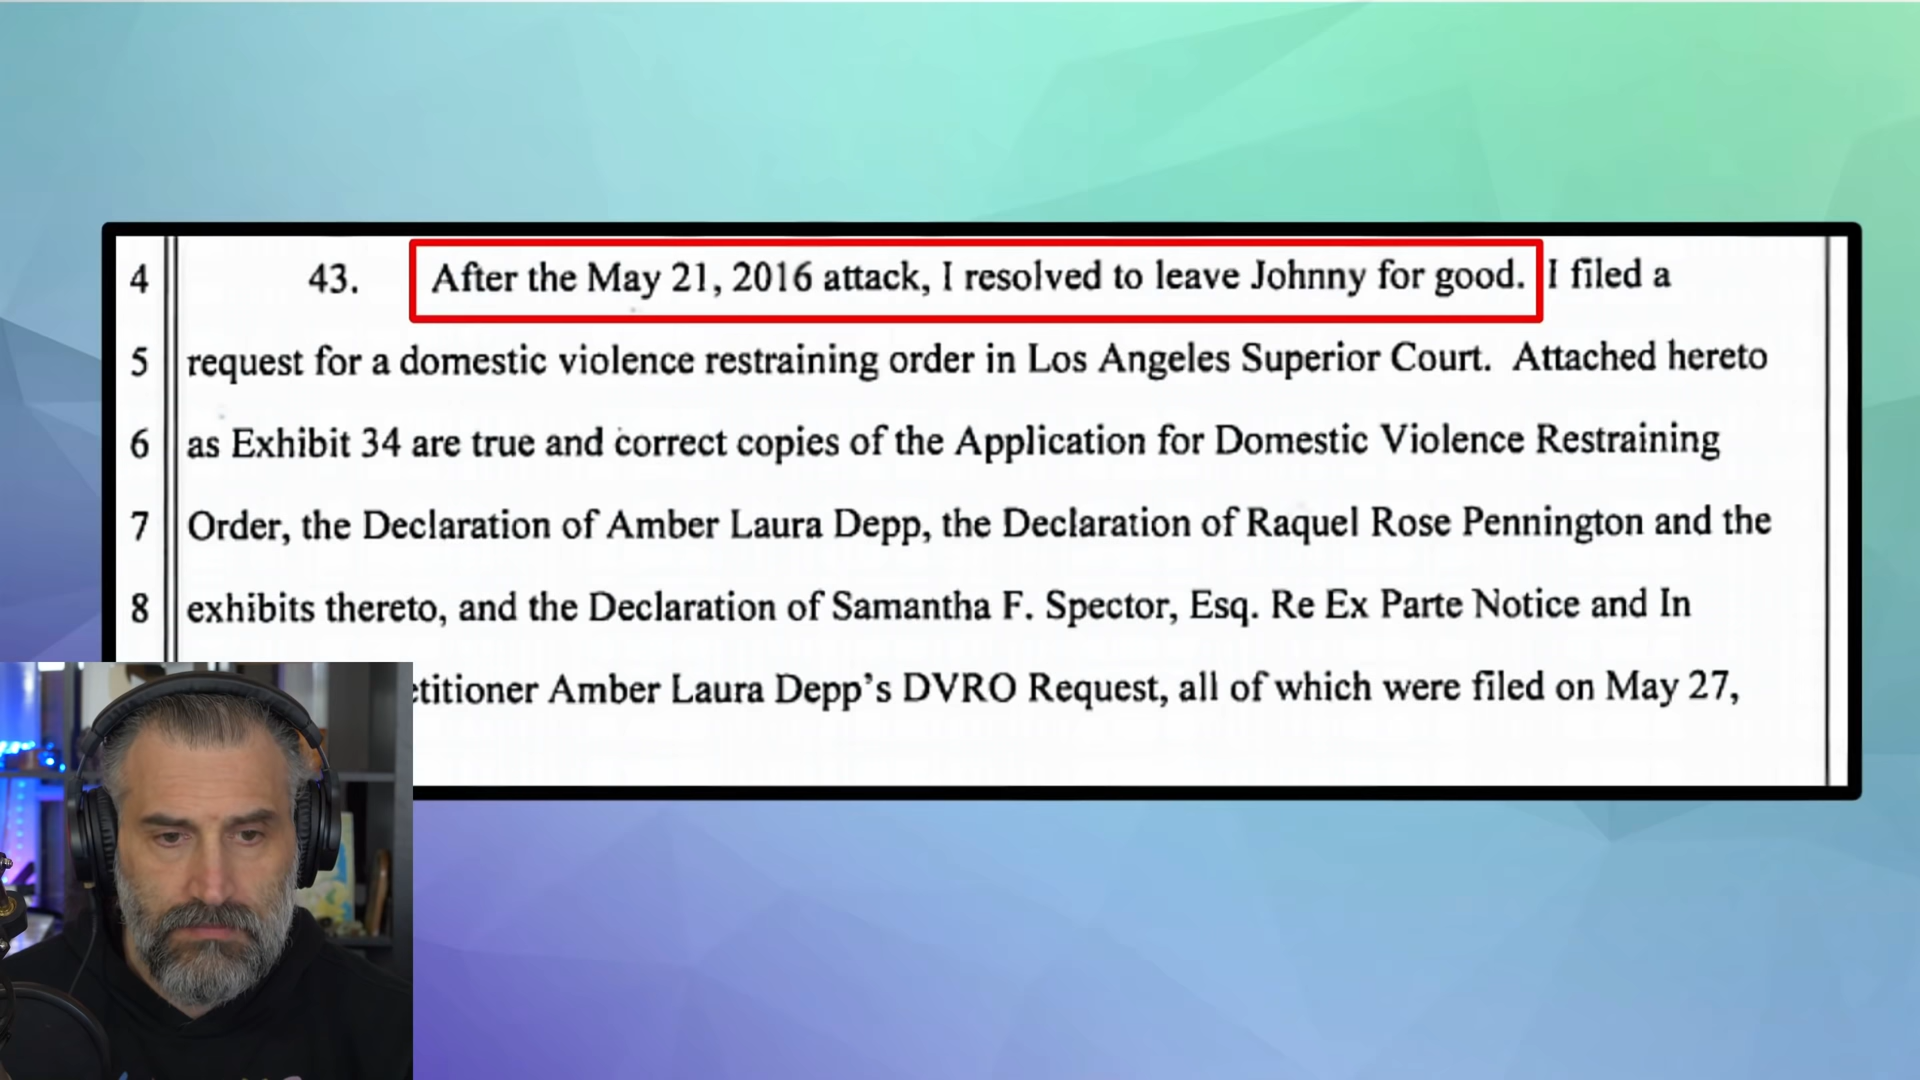 4 43. After the May 21, 2016 attack, I resolved to leave Johnny for good. I filed a
5 request for a domestic violence restraining order in Los Angeles Superior Court. Attached hereto
6 as Exhibit 34 are true and correct copies of the Application for Domestic Violence Restraining
7 Order, the Declaration of Amber Laura Depp, the Declaration of Raquel Rose Pennington and the
8 exhibits thereto, and the Declaration of Samantha F. Spector, Esq. Re Ex Parte Notice and In
etitioner Amber Laura Depp's DVRO Request, all of which were filed on May 27,